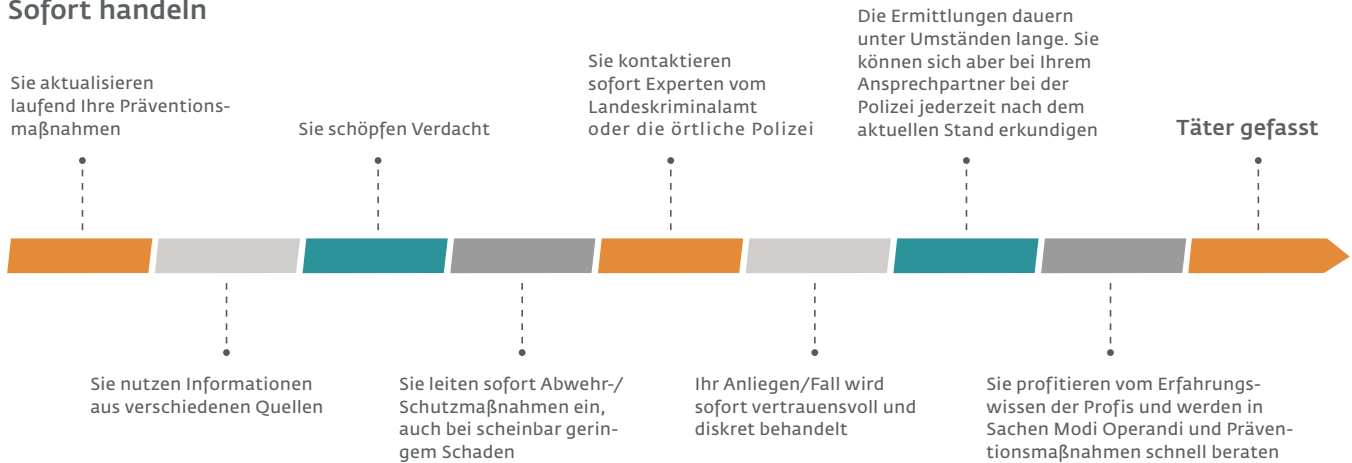 Sofort handeln
Sie aktualisieren
laufend Ihre Präventions-
maßnahmen
Sie nutzen Informationen
aus verschiedenen Quellen
Sie schöpfen Verdacht
Sie leiten sofort Abwehr-/
Schutzmaßnahmen ein,
auch bei scheinbar gerin-
gem Schaden
Sie kontaktieren
sofort Experten vom
Landeskriminalamt
oder die örtliche Polizei
Ihr Anliegen/Fall wird
sofort vertrauensvoll und
diskret behandelt
Die Ermittlungen dauern
unter Umständen lange. Sie
können sich aber bei Ihrem
Ansprechpartner bei der
Polizei jederzeit nach dem
aktuellen Stand erkundigen
Sie profitieren vom Erfahrungs-
wissen der Profis und werden in
Sachen Modi Operandi und Präven-
tionsmaßnahmen schnell beraten
Täter gefasst